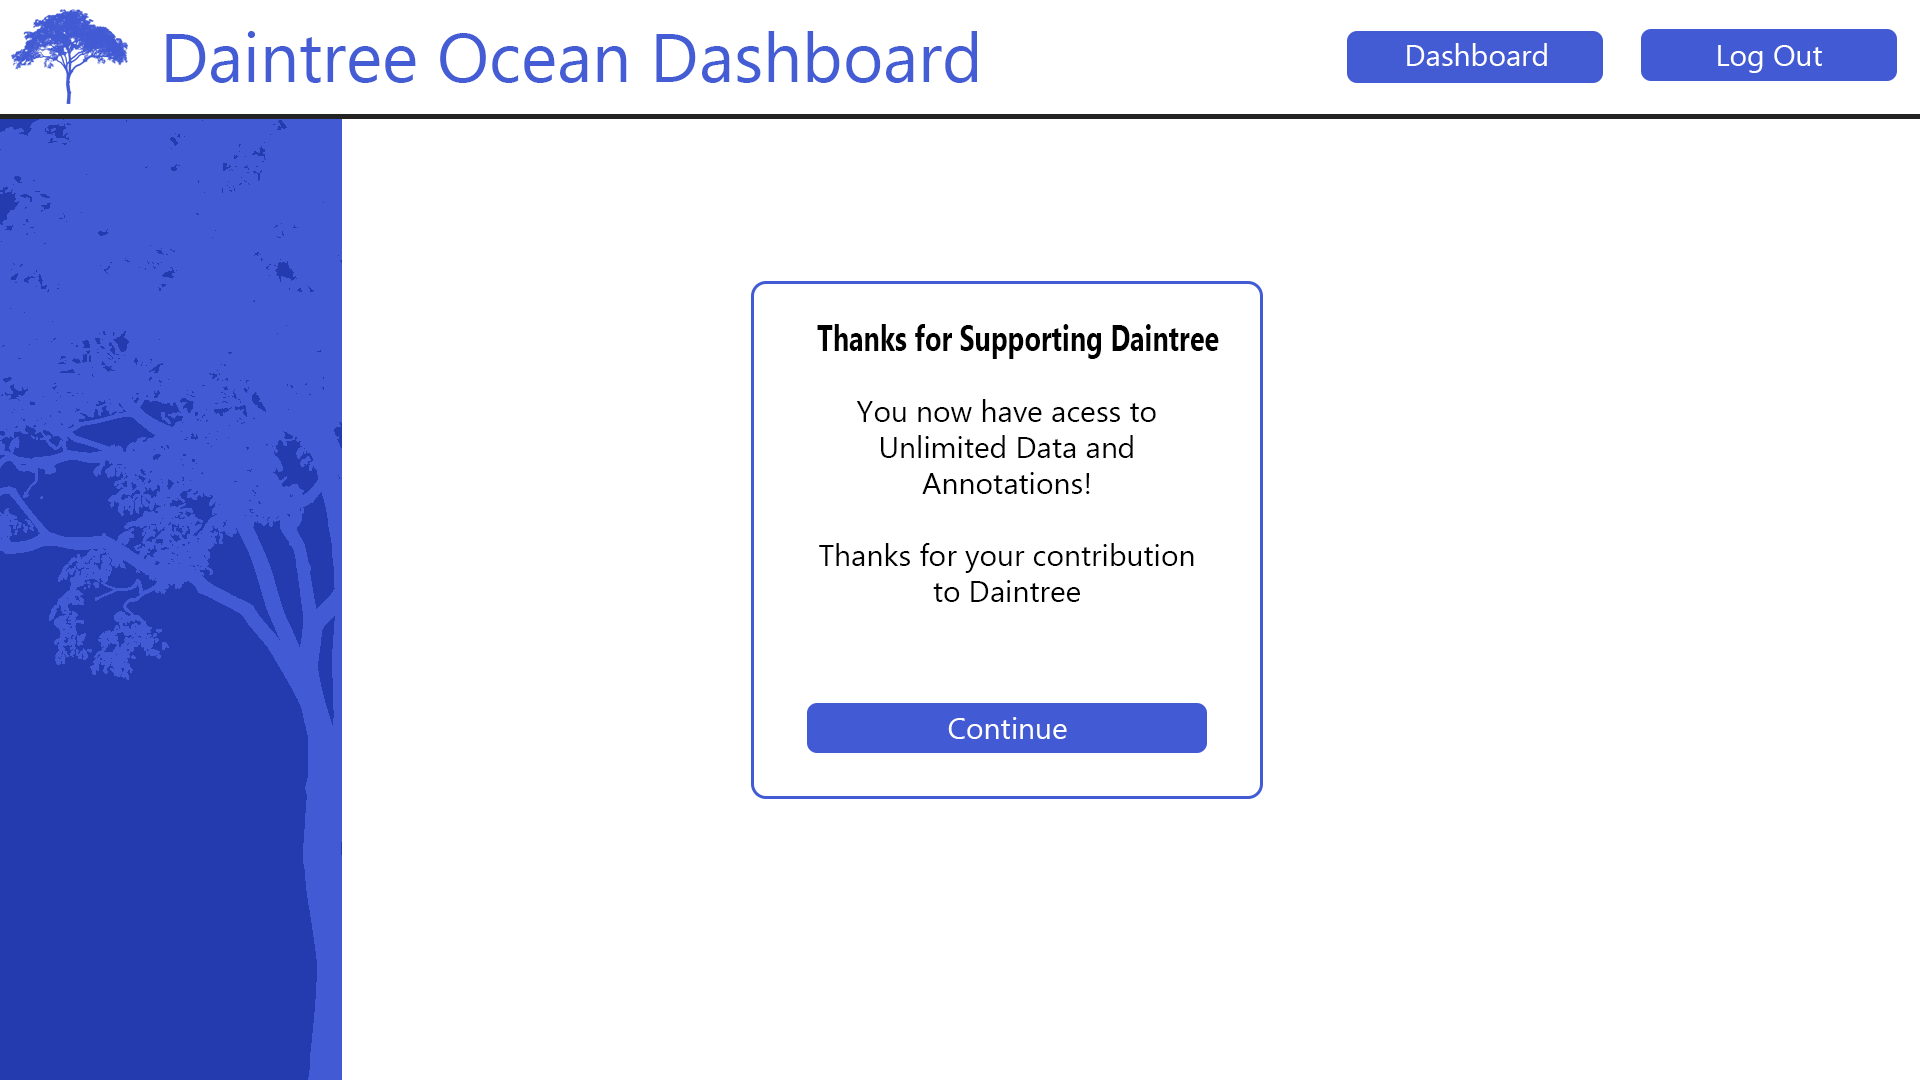 Daintree Ocean Dashboard
Dashboard
Log Out
Thanks for Supporting Daintree
You now have acess to
Unlimited Data and
Annotations!
Thanks for your contribution
to Daintree
Continue